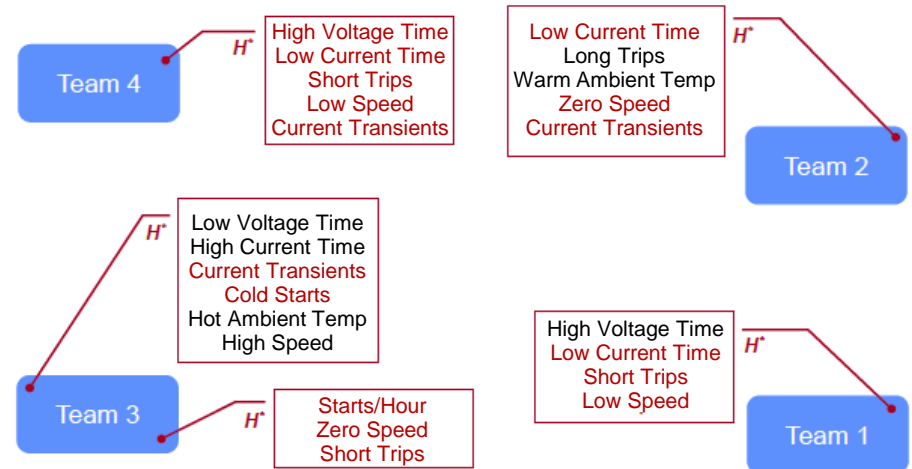 High Voltage Time
Low Current Time
Short Trips
Low Speed
Current Transients
H*
Team 4
Low Current Time
Long Trips
Warm Ambient Temp
Zero Speed
Current Transients
H*
Team 2
Low Voltage Time
High Current Time
Current Transients
Cold Starts
Hot Ambient Temp
High Speed
H*
Team 3
Starts/Hour
Zero Speed
Short Trips
H*
High Voltage Time
Low Current Time
Short Trips
Low Speed
H*
Team 1